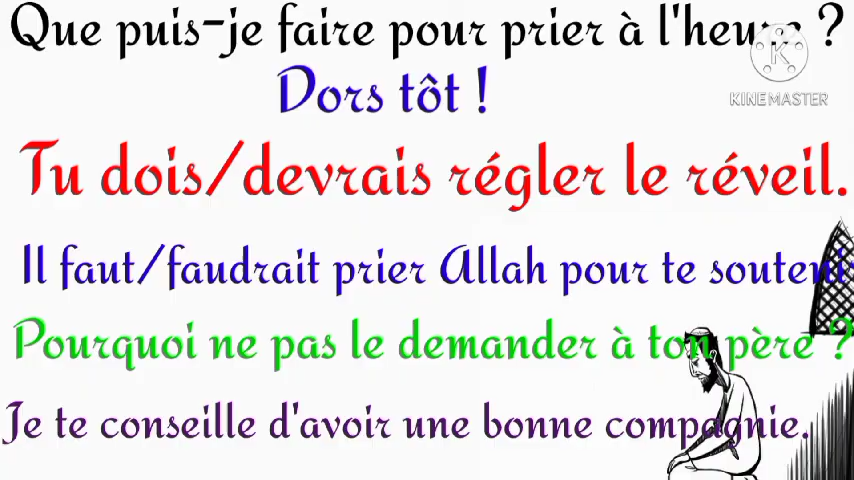 Que puis-je faire pour prier à l'heure ?
KINEMASTER
Dors tôt !
Tu dois/devrais régler le réveil.
Il faut/faudrait prier Allah pour te soutenir
Pourquoi ne pas le demander à ton père ?
Je te conseille d'avoir une bonne compagnie.